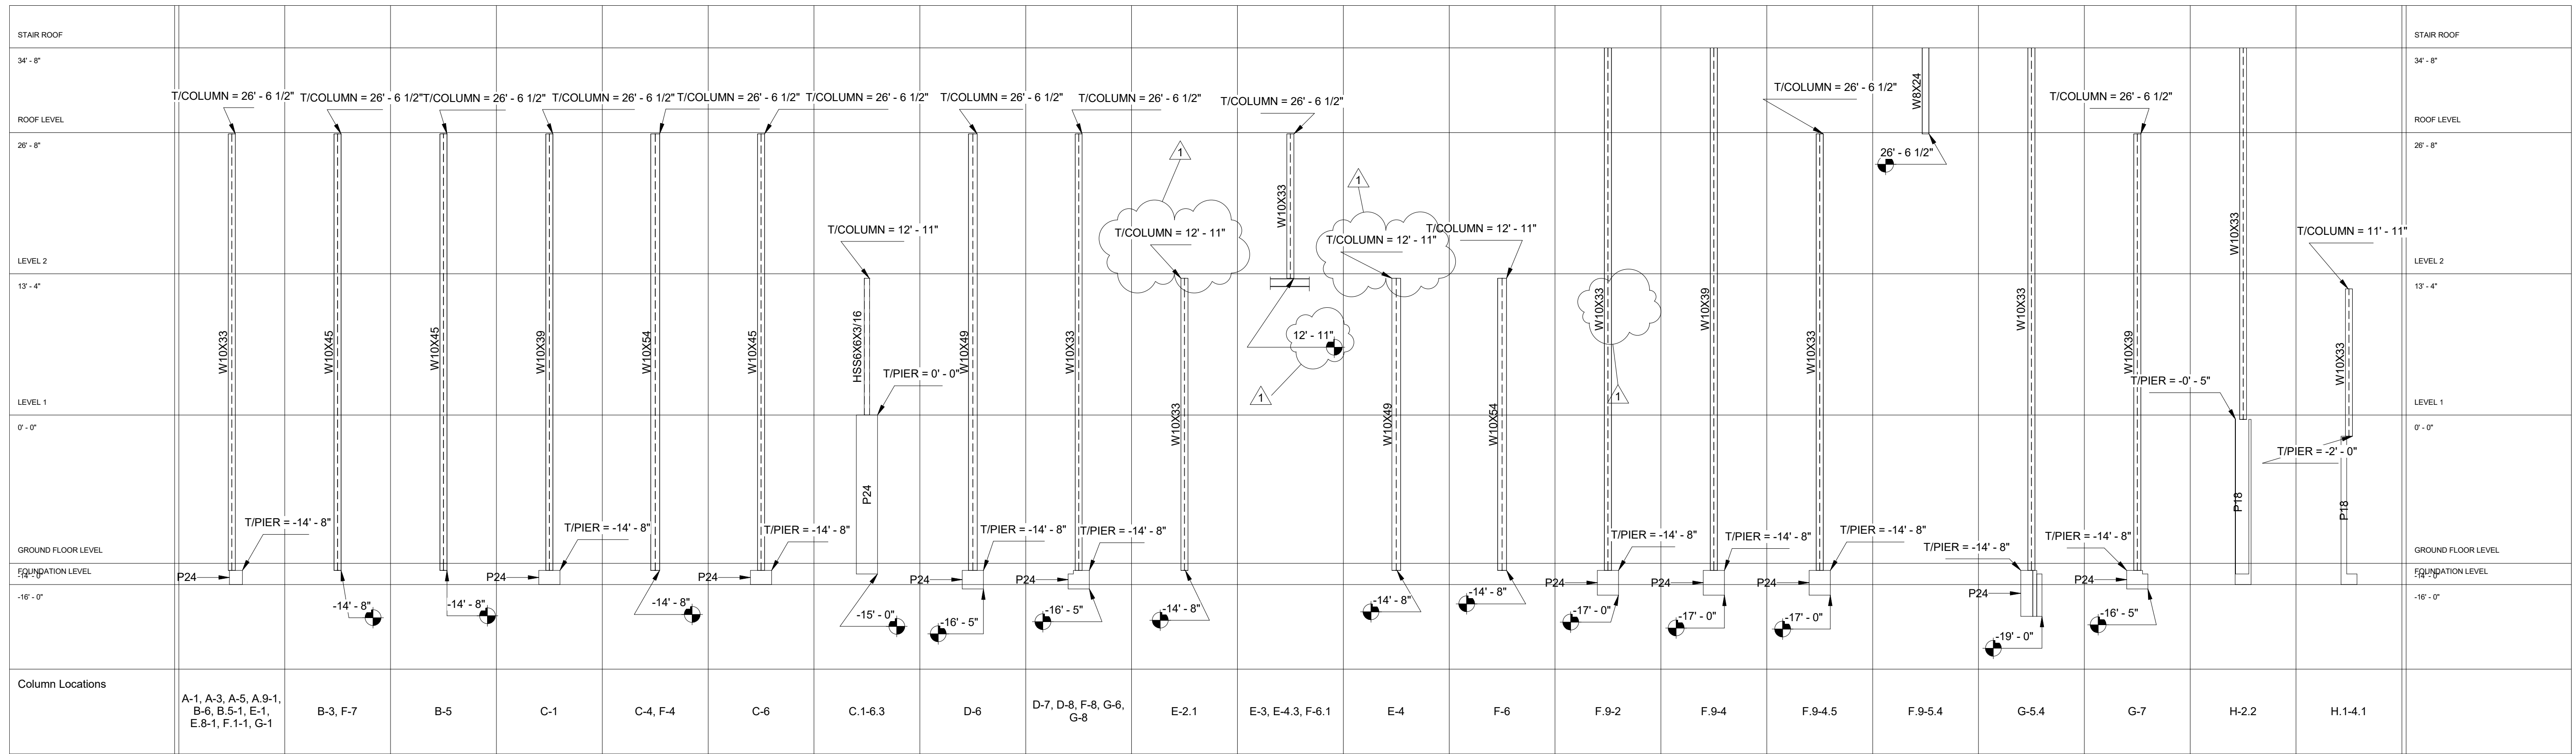 STAIR ROOF
34' - 8"
ROOF LEVEL
26' - 8"
LEVEL 2
13' - 4"
LEVEL 1
0' - 0"
GROUND FLOOR LEVEL
-14' - 0"
FOUNDATION LEVEL
-16' - 0"
Column Locations
T/COLUMN = 26' - 6 1/2"
W10X33
T/PIER = -14' - 8"
P24
A-1, A-3, A-5, A.9-1,
B-6, B.5-1, E-1,
E.8-1, F.1-1, G-1
T/COLUMN = 26' - 6 1/2"
W10X45
-14' - 8"
B-3, F-7
T/COLUMN = 26' - 6 1/2"
W10X45
-14' - 8"
B-5
T/COLUMN = 26' - 6 1/2"
W10X39
T/PIER = -14' - 8"
P24
C-1
T/COLUMN = 26' - 6 1/2"
W10X54
-14' - 8"
C-4, F-4
T/COLUMN = 26' - 6 1/2"
W10X45
T/PIER = -14' - 8"
P24
C-6
T/COLUMN = 12' - 11"
HSS6X6X3/16
T/PIER = 0' - 0"
P24
-15' - 0"
C.1-6.3
T/COLUMN = 26' - 6 1/2"
W10X49
T/PIER = -14' - 8"
P24
-16' - 5"
D-6
T/COLUMN = 26' - 6 1/2"
W10X33
T/PIER = -14' - 8"
P24
-16' - 5"
D-7, D-8, F-8, G-6,
G-8
1
T/COLUMN = 12' - 11"
W10X33
-14' - 8"
E-2.1
T/COLUMN = 26' - 6 1/2"
W10X33
12' - 11"
1
E-3, E-4.3, F-6.1
1
T/COLUMN = 12' - 11"
W10X49
-14' - 8"
E-4
T/COLUMN = 12' - 11"
W10X54
-14' - 8"
F-6
W10X33
1
T/PIER = -14' - 8"
P24
-17' - 0"
F.9-2
W10X39
T/PIER = -14' - 8"
P24
-17' - 0"
F.9-4
T/COLUMN = 26' - 6 1/2"
W10X33
T/PIER = -14' - 8"
P24
-17' - 0"
F.9-4.5
W8X24
26' - 6 1/2"
F.9-5.4
W10X33
T/PIER = -14' - 8"
P24
-19' - 0"
G-5.4
T/COLUMN = 26' - 6 1/2"
W10X39
T/PIER = -14' - 8"
P24
-16' - 5"
G-7
W10X33
T/PIER = -0' - 5"
P18
H-2.2
T/COLUMN = 11' - 11"
W10X33
T/PIER = -2' - 0"
P18
H.1-4.1
STAIR ROOF
34' - 8"
ROOF LEVEL
26' - 8"
LEVEL 2
13' - 4"
LEVEL 1
0' - 0"
GROUND FLOOR LEVEL
-14' - 0"
FOUNDATION LEVEL
-16' - 0"